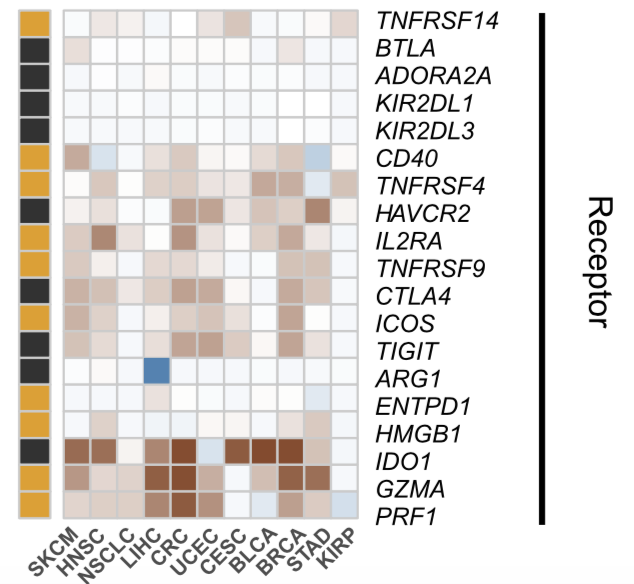 TNFRSF14
BTLA
ADORA2A
KIR2DL1
KIR2DL3
CD40
TNFRSF4
HAVCR2
IL2RA
TNFRSF9
CTLA4
ICOS
TIGIT
ARG1
ENTPD1
HMGB1
IDO1
GZMA
PRF1
Receptor
SKCM
HNSC
NSCLC
LIHC
CRC
UCEC
CESC
BLCA
BRCA
STAD
KIRP